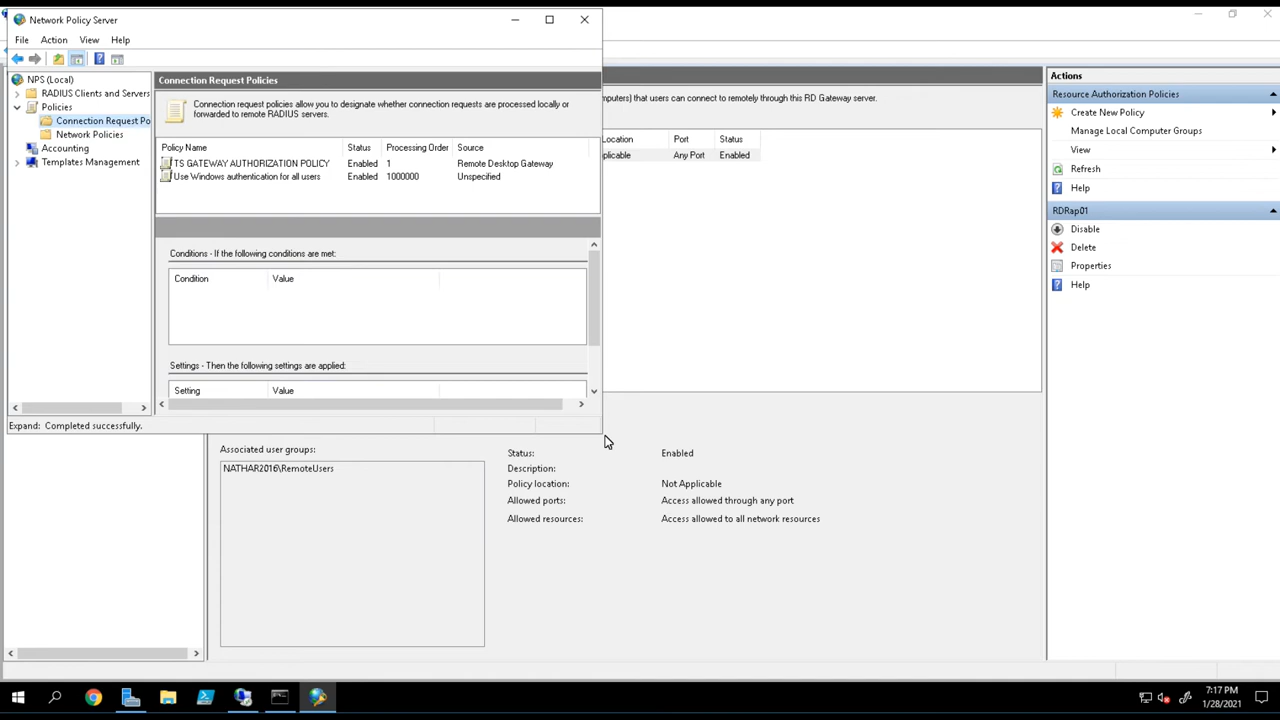 Network Policy Server
File Action View Help
NPS (Local)
RADIUS Clients and Servers
Policies
Connection Request Po
Network Policies
Accounting
Templates Management
Connection Request Policies
Connection request policies allow you to designate whether connection requests are processed locally or
forwarded to remote RADIUS servers.
Policy Name Status Processing Order Source
TS GATEWAY AUTHORIZATION POLICY Enabled 1 Remote Desktop Gateway
Use Windows authentication for all users Enabled 1000000 Unspecified
Conditions - If the following conditions are met:
Condition Value
Settings - Then the following settings are applied:
Setting Value
Expand: Completed successfully.
mputers) that users can connect to remotely through this RD Gateway server.
Location Port Status
plicable Any Port Enabled
Associated user groups:
NATHAR2016\RemoteUsers
Status: Enabled
Description:
Policy location: Not Applicable
Allowed ports: Access allowed through any port
Allowed resources: Access allowed to all network resources
Actions
Resource Authorization Policies
Create New Policy
Manage Local Computer Groups
View
Refresh
Help
RDRap01
Disable
Delete
Properties
Help
7:17 PM
1/28/2021